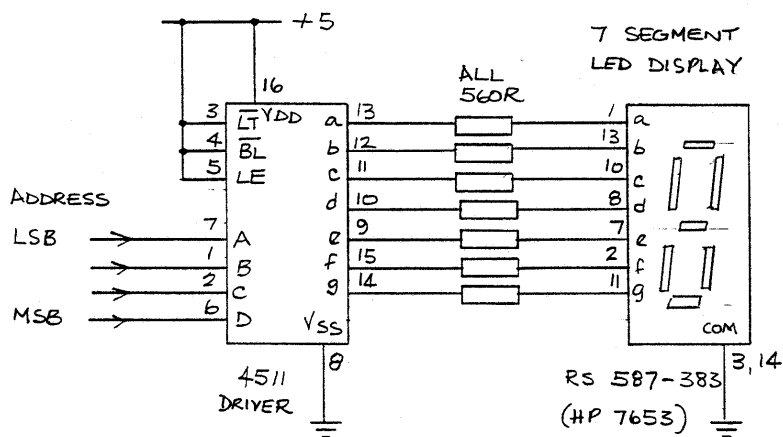 +5
7 SEGMENT
LED DISPLAY
ALL
560R
16
VDD
3 LT a 13 1 a
4 BL b 12 13 b
5 LE c 11 10 c
d 10 8 d
ADDRESS
LSB 7 A e 9 7 e
1 B f 15 2 f
2 C g 14 11 g
MSB 6 D
VSS
COM
8
3,14
4511
DRIVER
RS 587-383
(HP 7653)